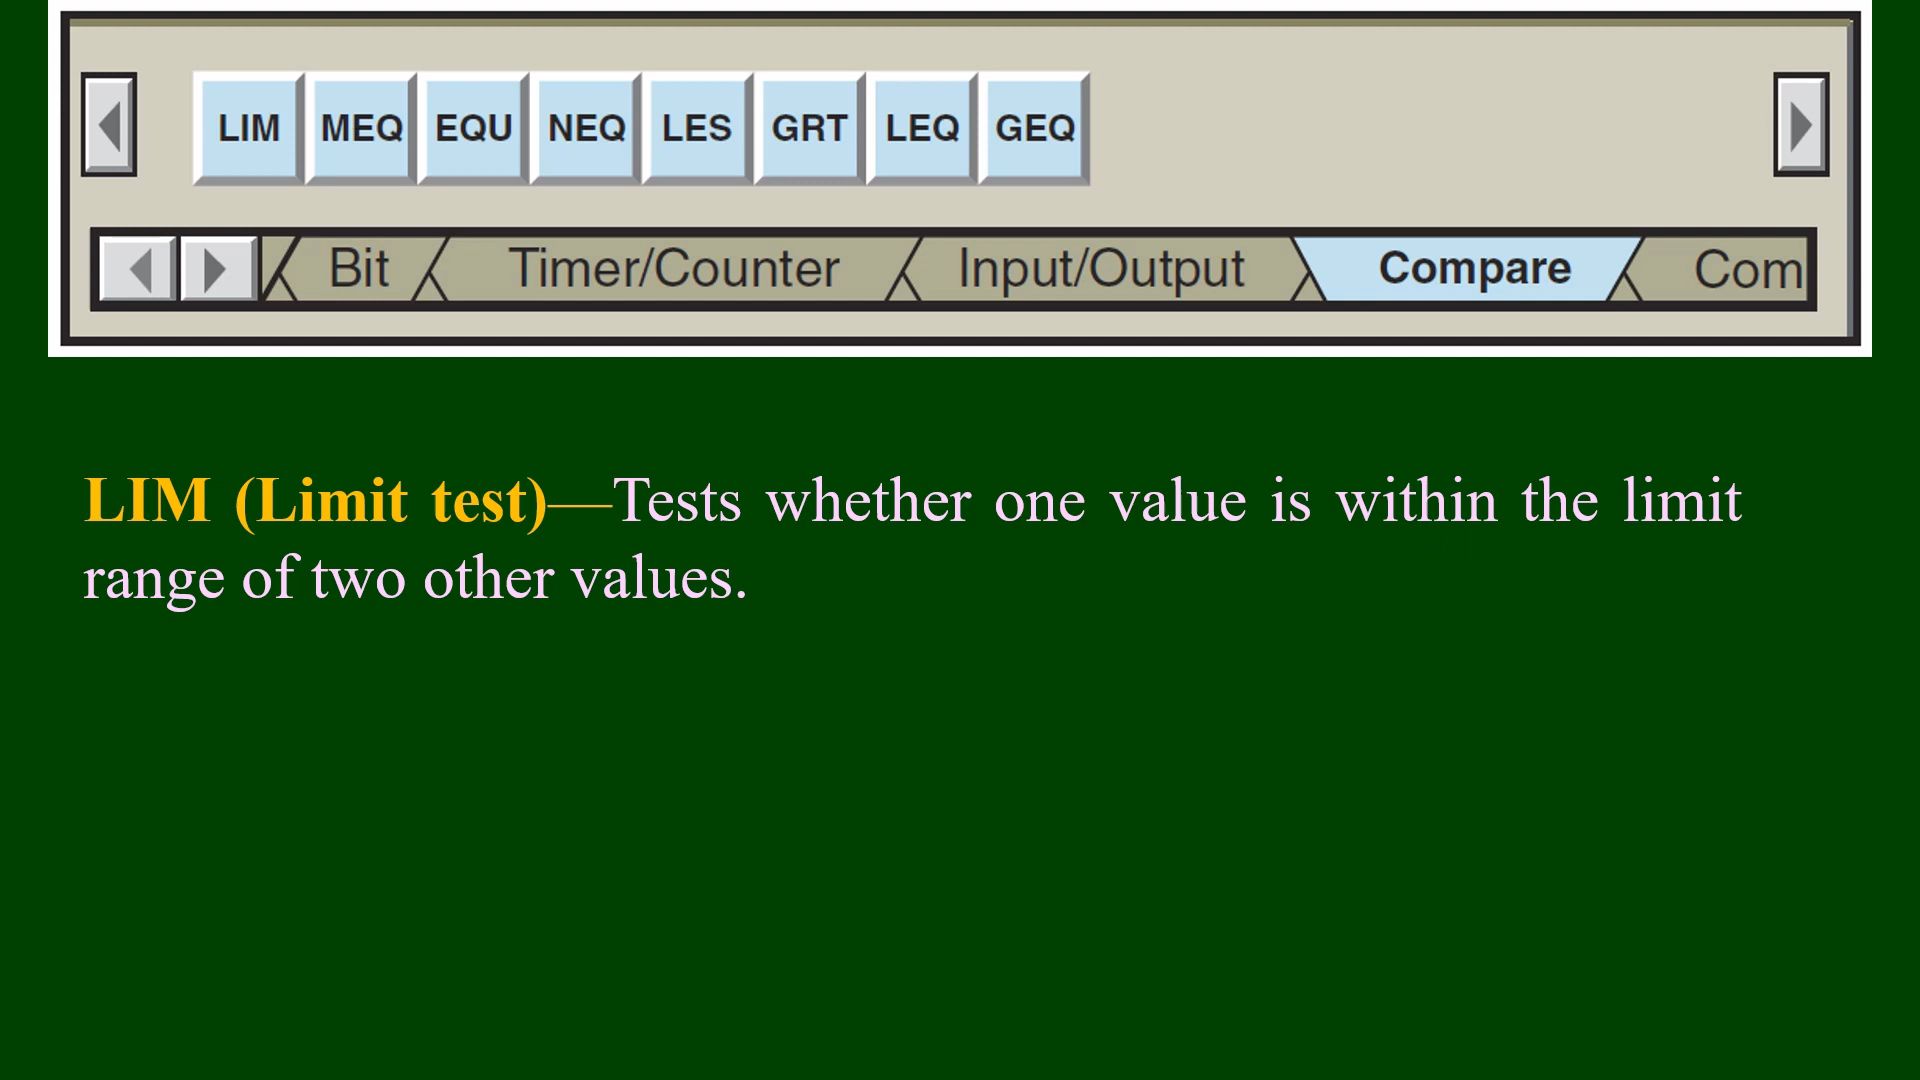 LIM MEQ EQU NEQ LES GRT LEQ GEQ
Bit Timer/Counter Input/Output Compare Com
LIM (Limit test)—Tests whether one value is within the limit
range of two other values.